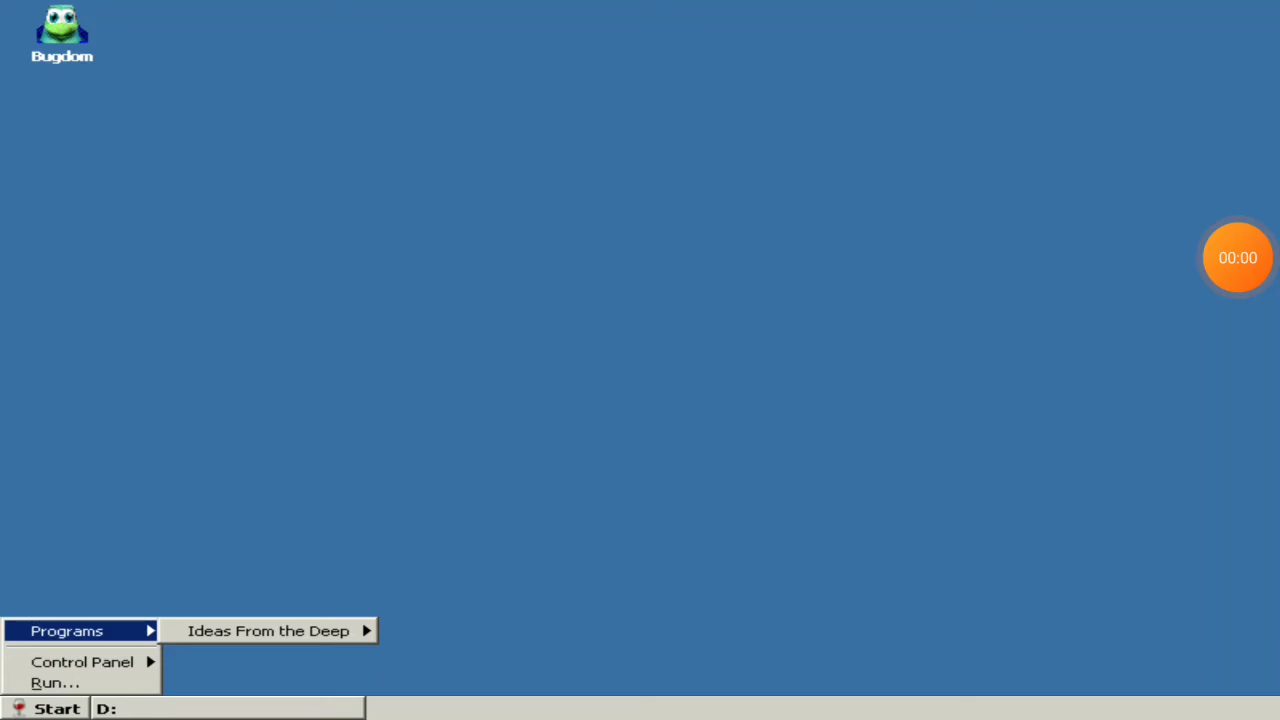 Bugdom
00:00
Programs
Ideas From the Deep
Control Panel
Run...
Start
D: